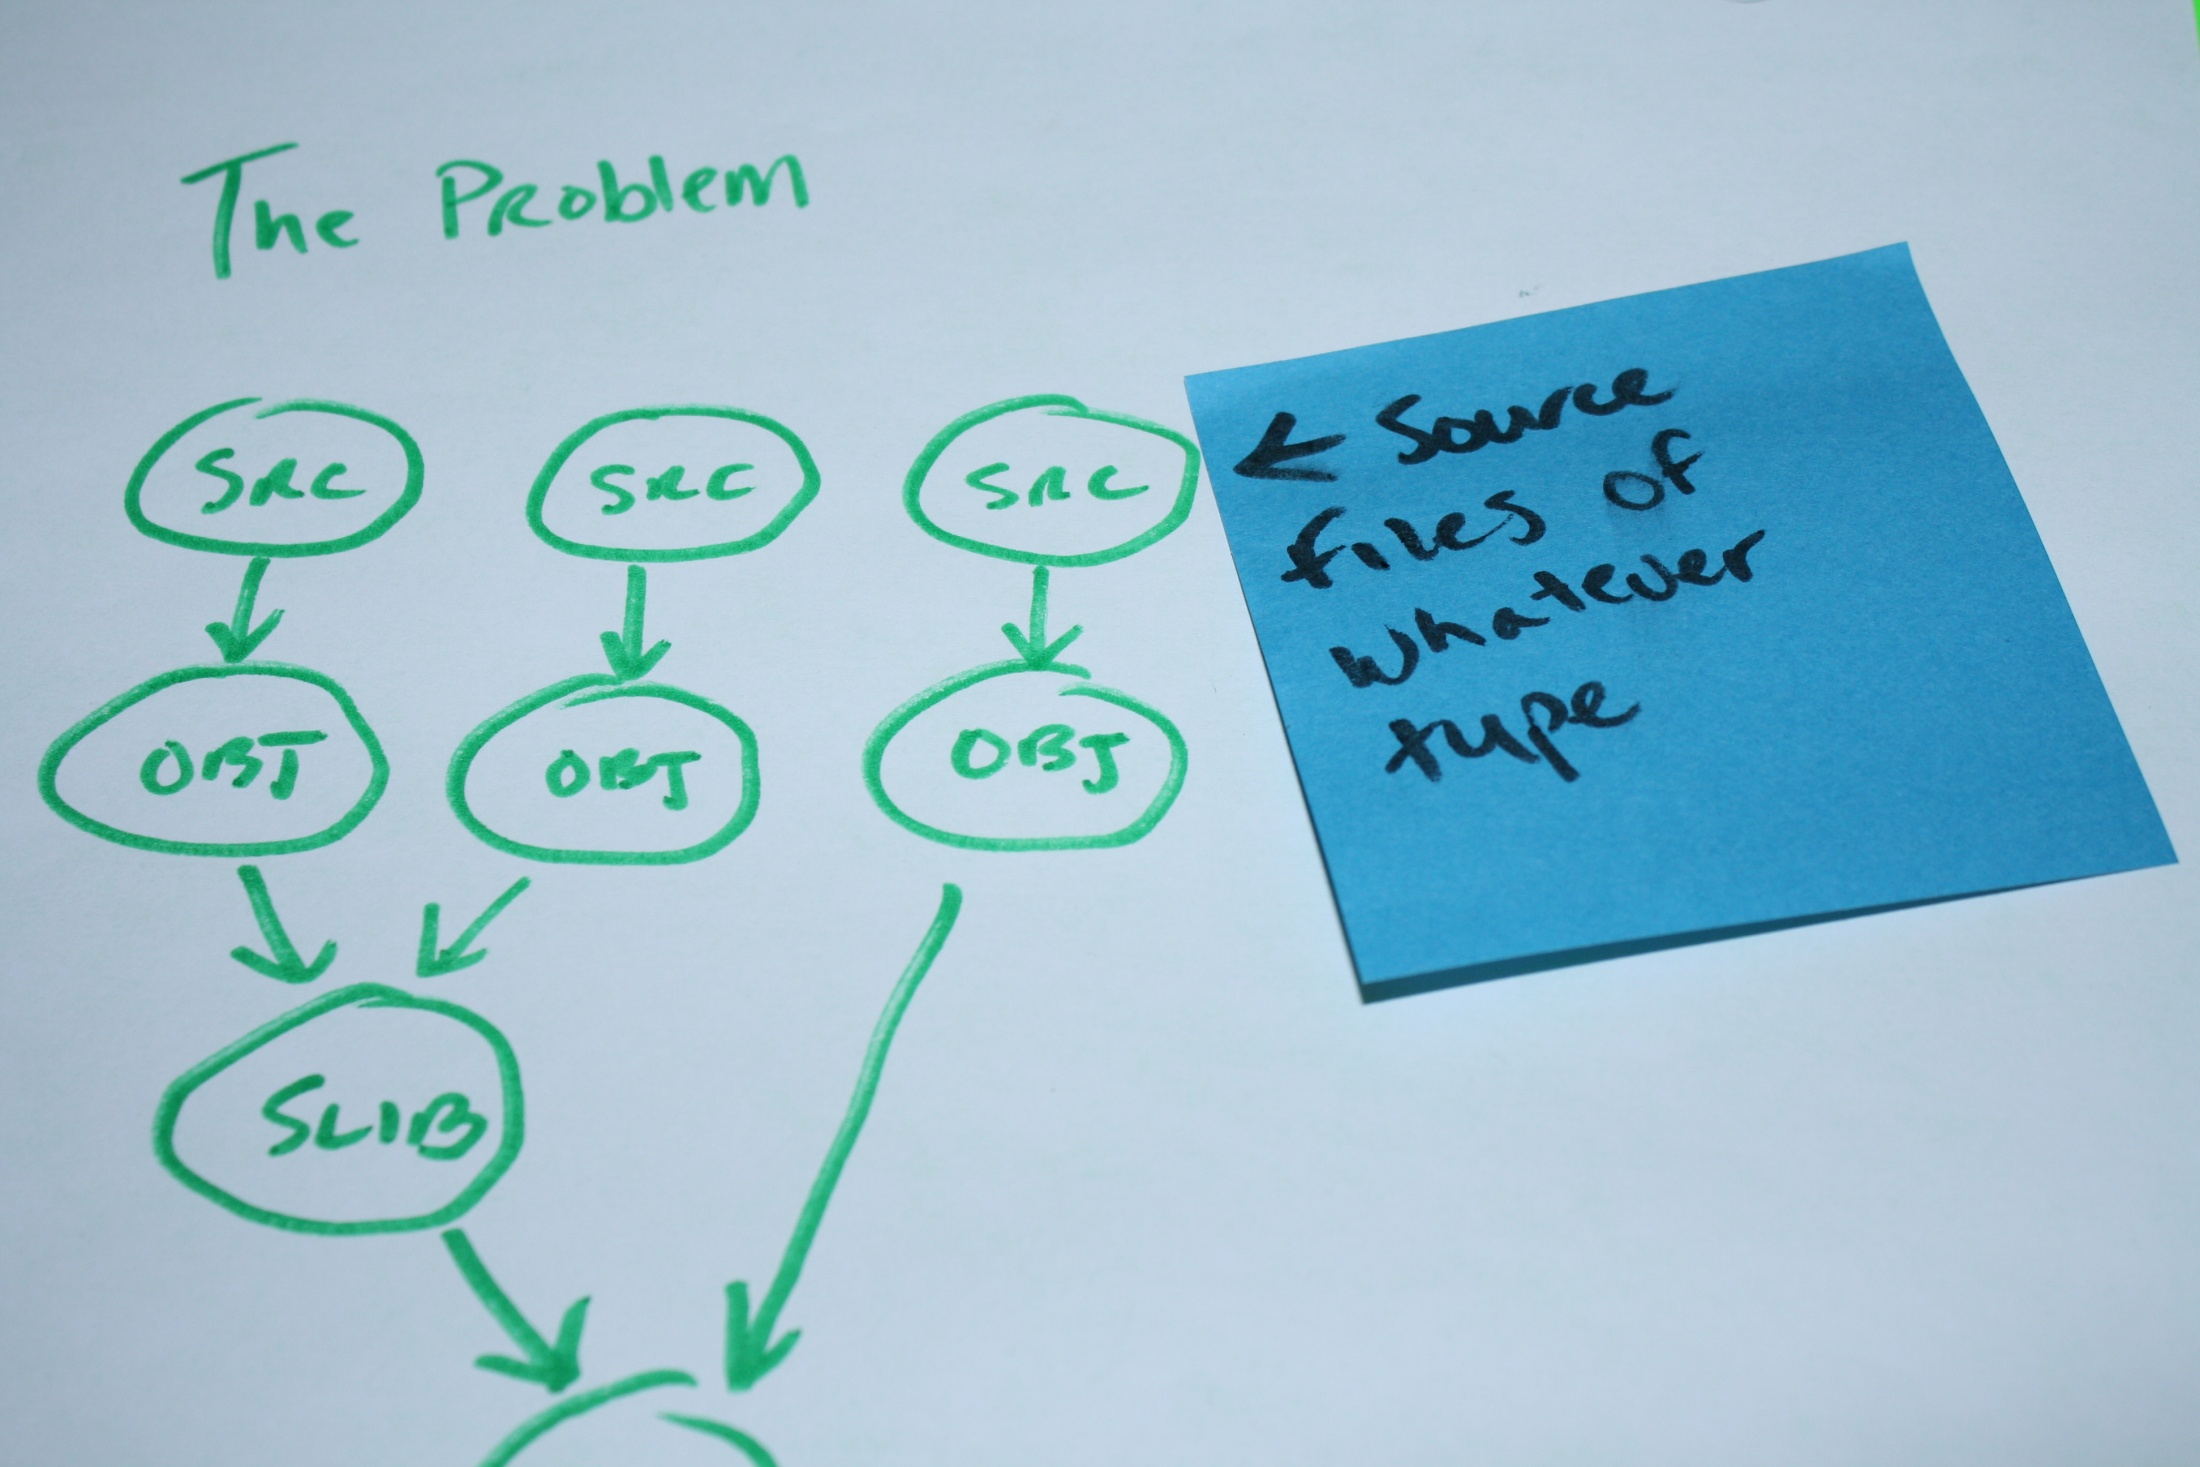 The Problem
SRC SRC SRC
OBJ OBJ OBJ
SLIB
← Source
files of
whatever
type